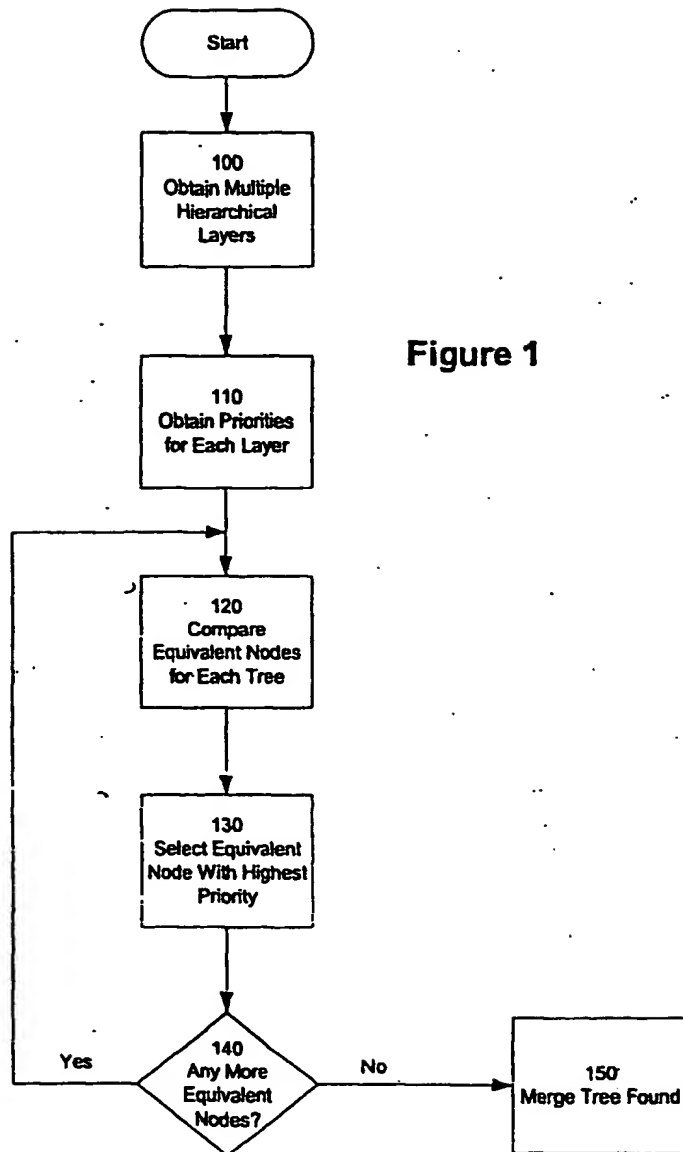 Start
100
Obtain Multiple
Hierarchical
Layers
Figure 1
110
Obtain Priorities
for Each Layer
120
Compare
Equivalent Nodes
for Each Tree
130
Select Equivalent
Node With Highest
Priority
Yes
140
Any More
Equivalent
Nodes?
No
150
Merge Tree Found